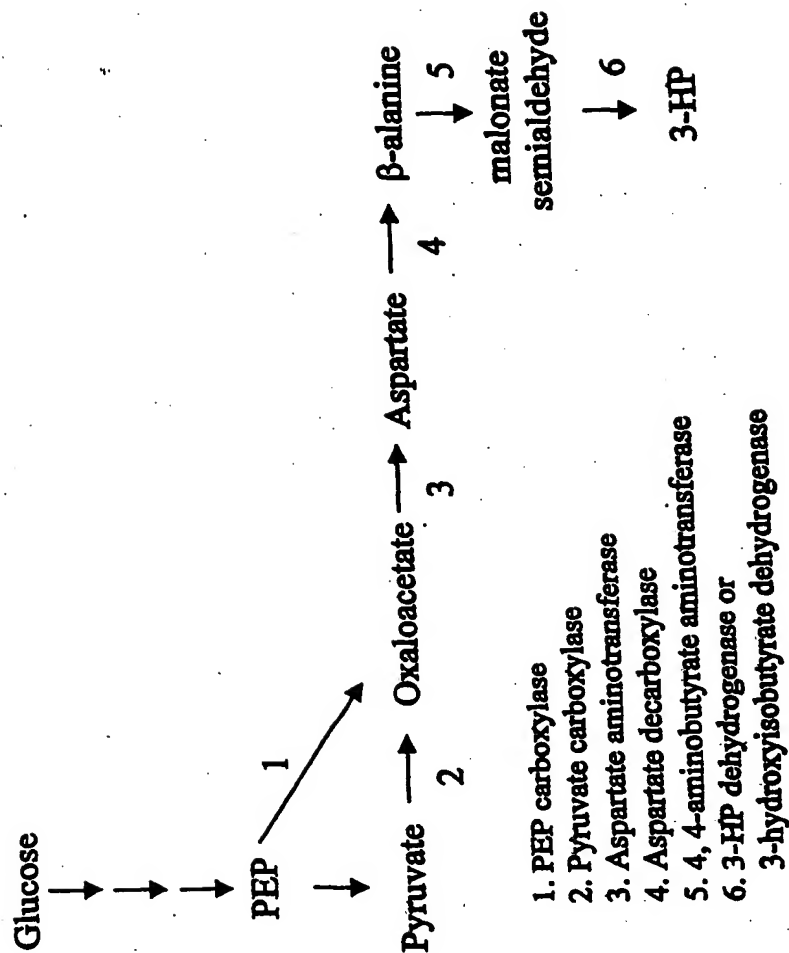 Glucose
PEP
1
Pyruvate
2
Oxaloacetate
3
Aspartate
4
β-alanine
5
malonate
semialdehyde
6
3-HP
1. PEP carboxylase
2. Pyruvate carboxylase
3. Aspartate aminotransferase
4. Aspartate decarboxylase
5. 4, 4-aminobutyrate aminotransferase
6. 3-HP dehydrogenase or
3-hydroxyisobutyrate dehydrogenase